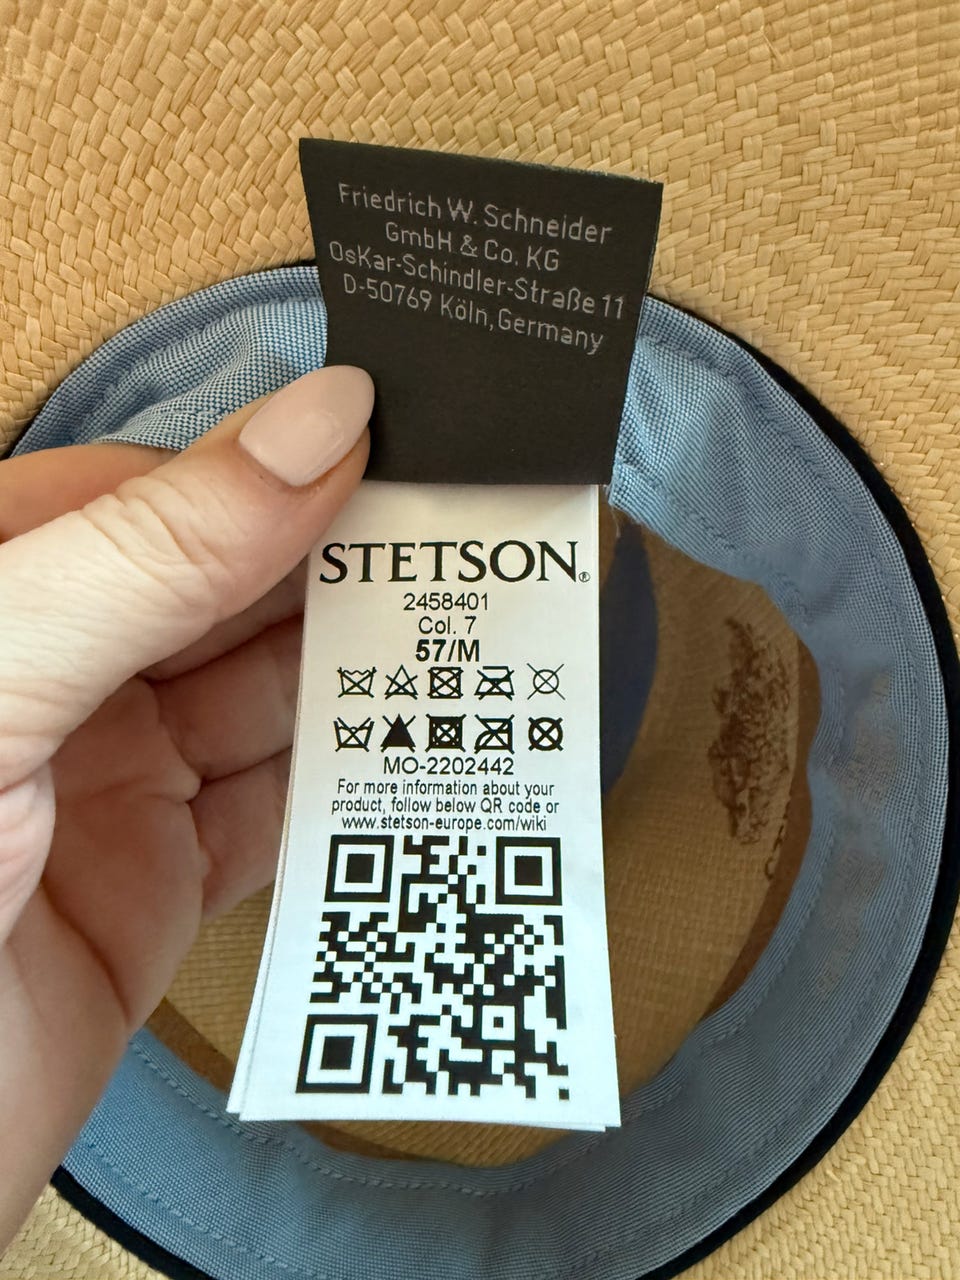 Friedrich W. Schneider
GmbH & Co. KG
OsKar-Schindler-Straße 11
D-50769 Köln, Germany
STETSON®
2458401
Col. 7
57/M
MO-2202442
For more information about your
product, follow below QR code or
www.stetson-europe.com/wiki